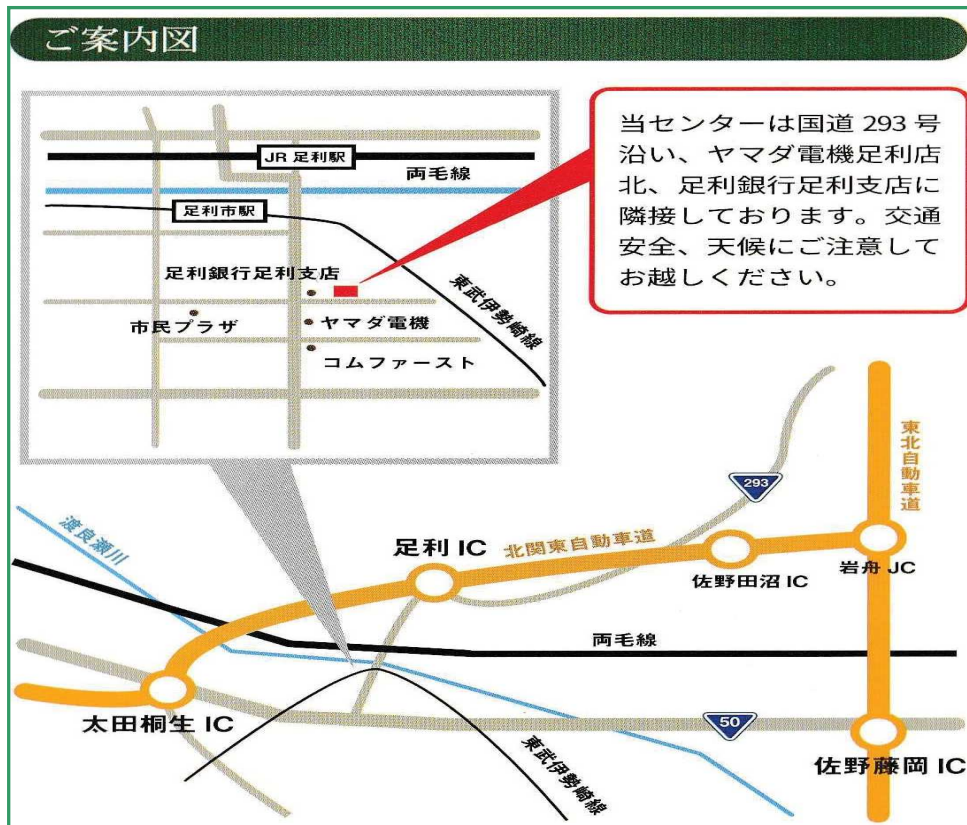 ご案内図
当センターは国道 293 号
沿い、ヤマダ電機足利店
北、足利銀行足利支店に
隣接しております。交通
安全、天候にご注意して
お越しください。
JR 足利駅
両毛線
足利市駅
足利銀行足利支店
東武伊勢崎線
市民プラザ
ヤマダ電機
コムファースト
東北自動車道
293
渡良瀬川
足利 IC
北関東自動車道
佐野田沼 IC
岩舟 JC
両毛線
太田桐生 IC
50
東武伊勢崎線
佐野藤岡 IC